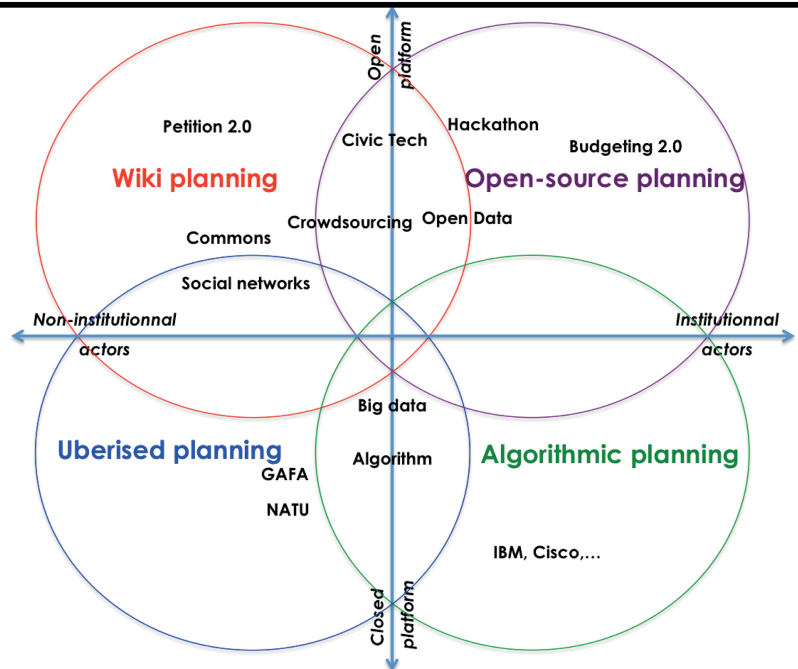 Open
platform
Petition 2.0
Civic Tech
Hackathon
Budgeting 2.0
Wiki planning
Open-source planning
Crowdsourcing
Open Data
Commons
Social networks
Non-institutionnal
actors
Institutionnal
actors
Big data
Uberised planning
Algorithm
Algorithmic planning
GAFA
NATU
IBM, Cisco,...
Closed
platform